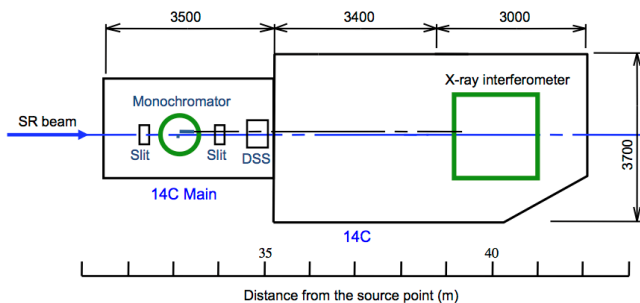 3500
3400
3000
X-ray interferometer
Monochromator
SR beam
Slit
Slit
DSS
3700
14C Main
14C
35
40
Distance from the source point (m)